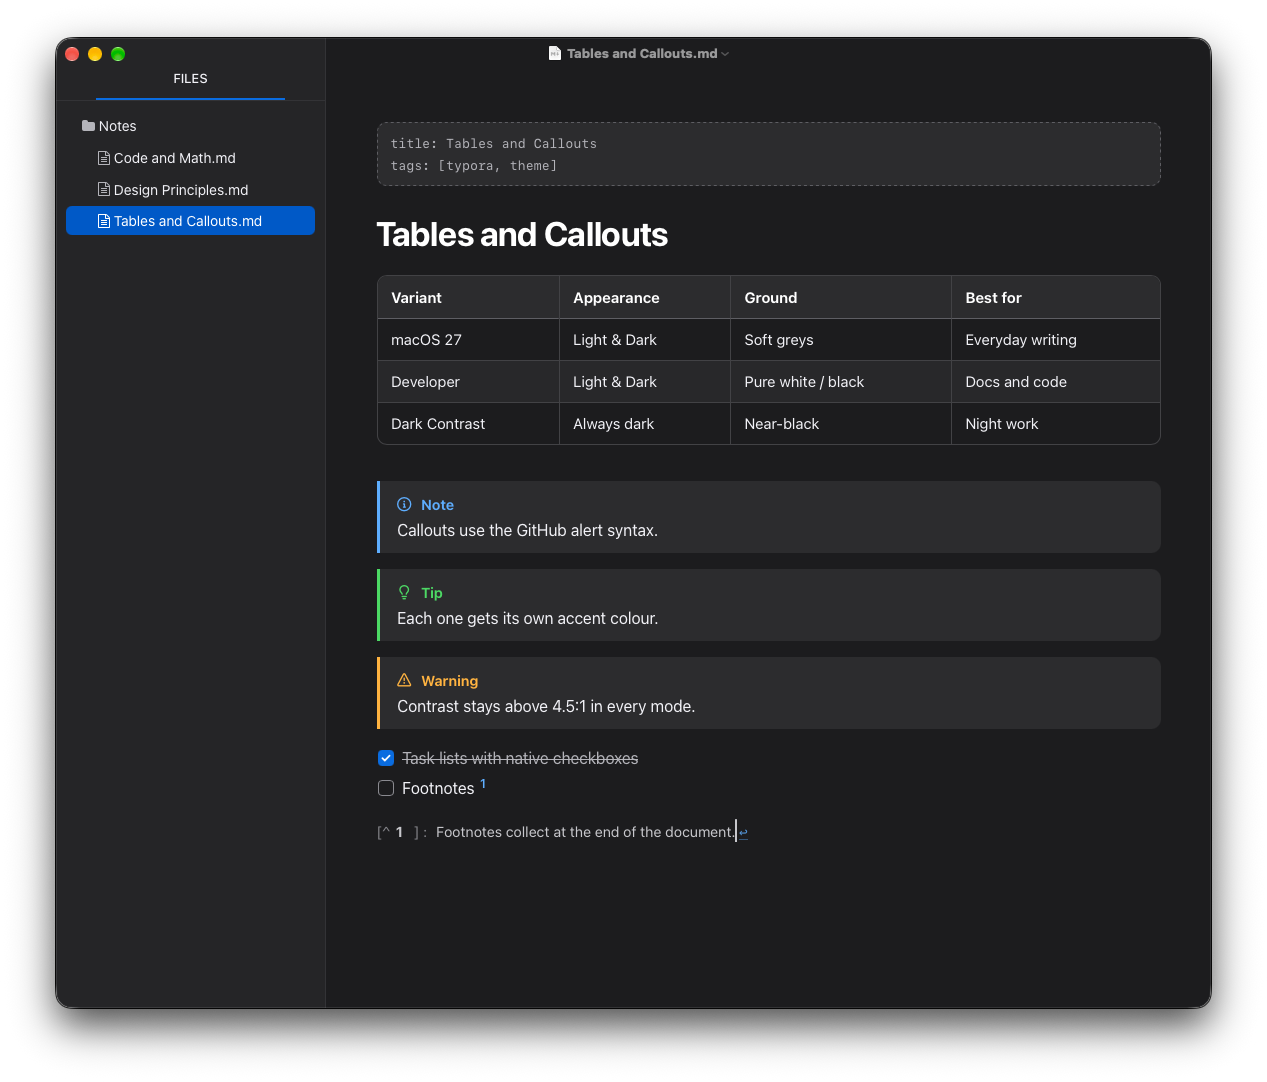 Tables and Callouts.md
FILES
Notes
Code and Math.md
Design Principles.md
Tables and Callouts.md
title: Tables and Callouts
tags: [typora, theme]
Tables and Callouts
Variant Appearance Ground Best for
macOS 27 Light & Dark Soft greys Everyday writing
Developer Light & Dark Pure white / black Docs and code
Dark Contrast Always dark Near-black Night work
Note
Callouts use the GitHub alert syntax.
Tip
Each one gets its own accent colour.
Warning
Contrast stays above 4.5:1 in every mode.
Task lists with native checkboxes
Footnotes 1
[^ 1 ]: Footnotes collect at the end of the document.↩